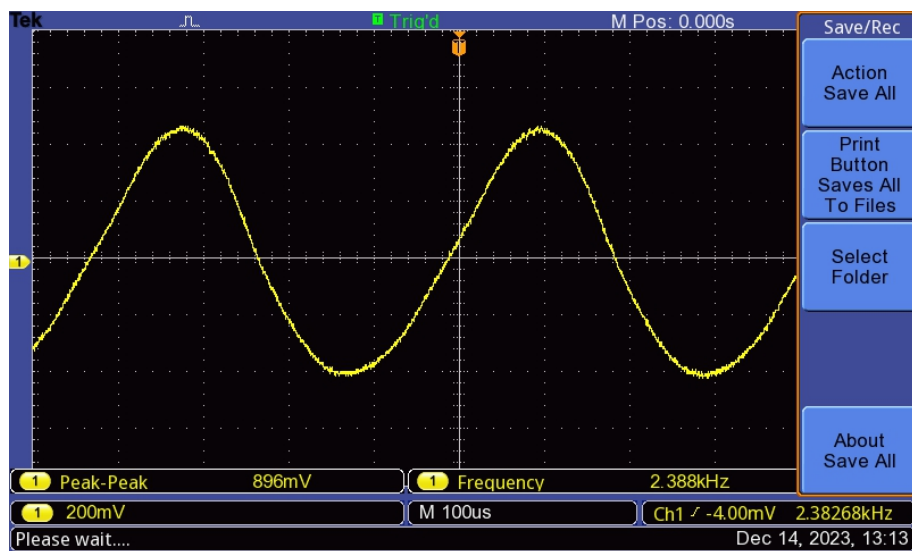 Tek
T Trig'd
M Pos: 0.000s
Save/Rec
T
Action
Save All
Print
Button
Saves All
To Files
1
Select
Folder
About
Save All
1 Peak-Peak 896mV
1 Frequency 2.388kHz
1 200mV
M 100us
Ch1 / -4.00mV 2.38268kHz
Please wait....
Dec 14, 2023, 13:13